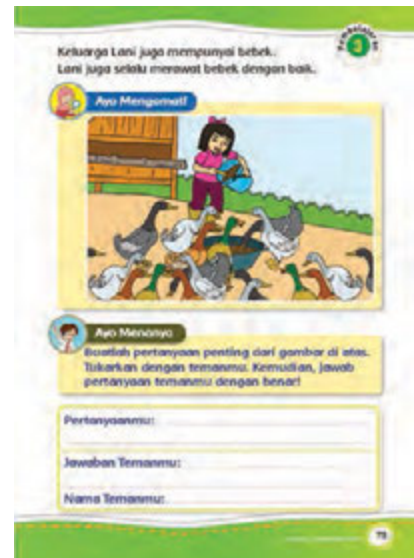 Pembelajaran
3
Keluarga Lani juga mempunyai bebek.
Lani juga selalu merawat bebek dengan baik.
Ayo Mengamati
Ayo Menanya
Buatlah pertanyaan penting dari gambar di atas.
Tukarkan dengan temanmu. Kemudian, jawab
pertanyaan temanmu dengan benar!
Pertanyaanmu:
Jawaban Temanmu:
Nama Temanmu: